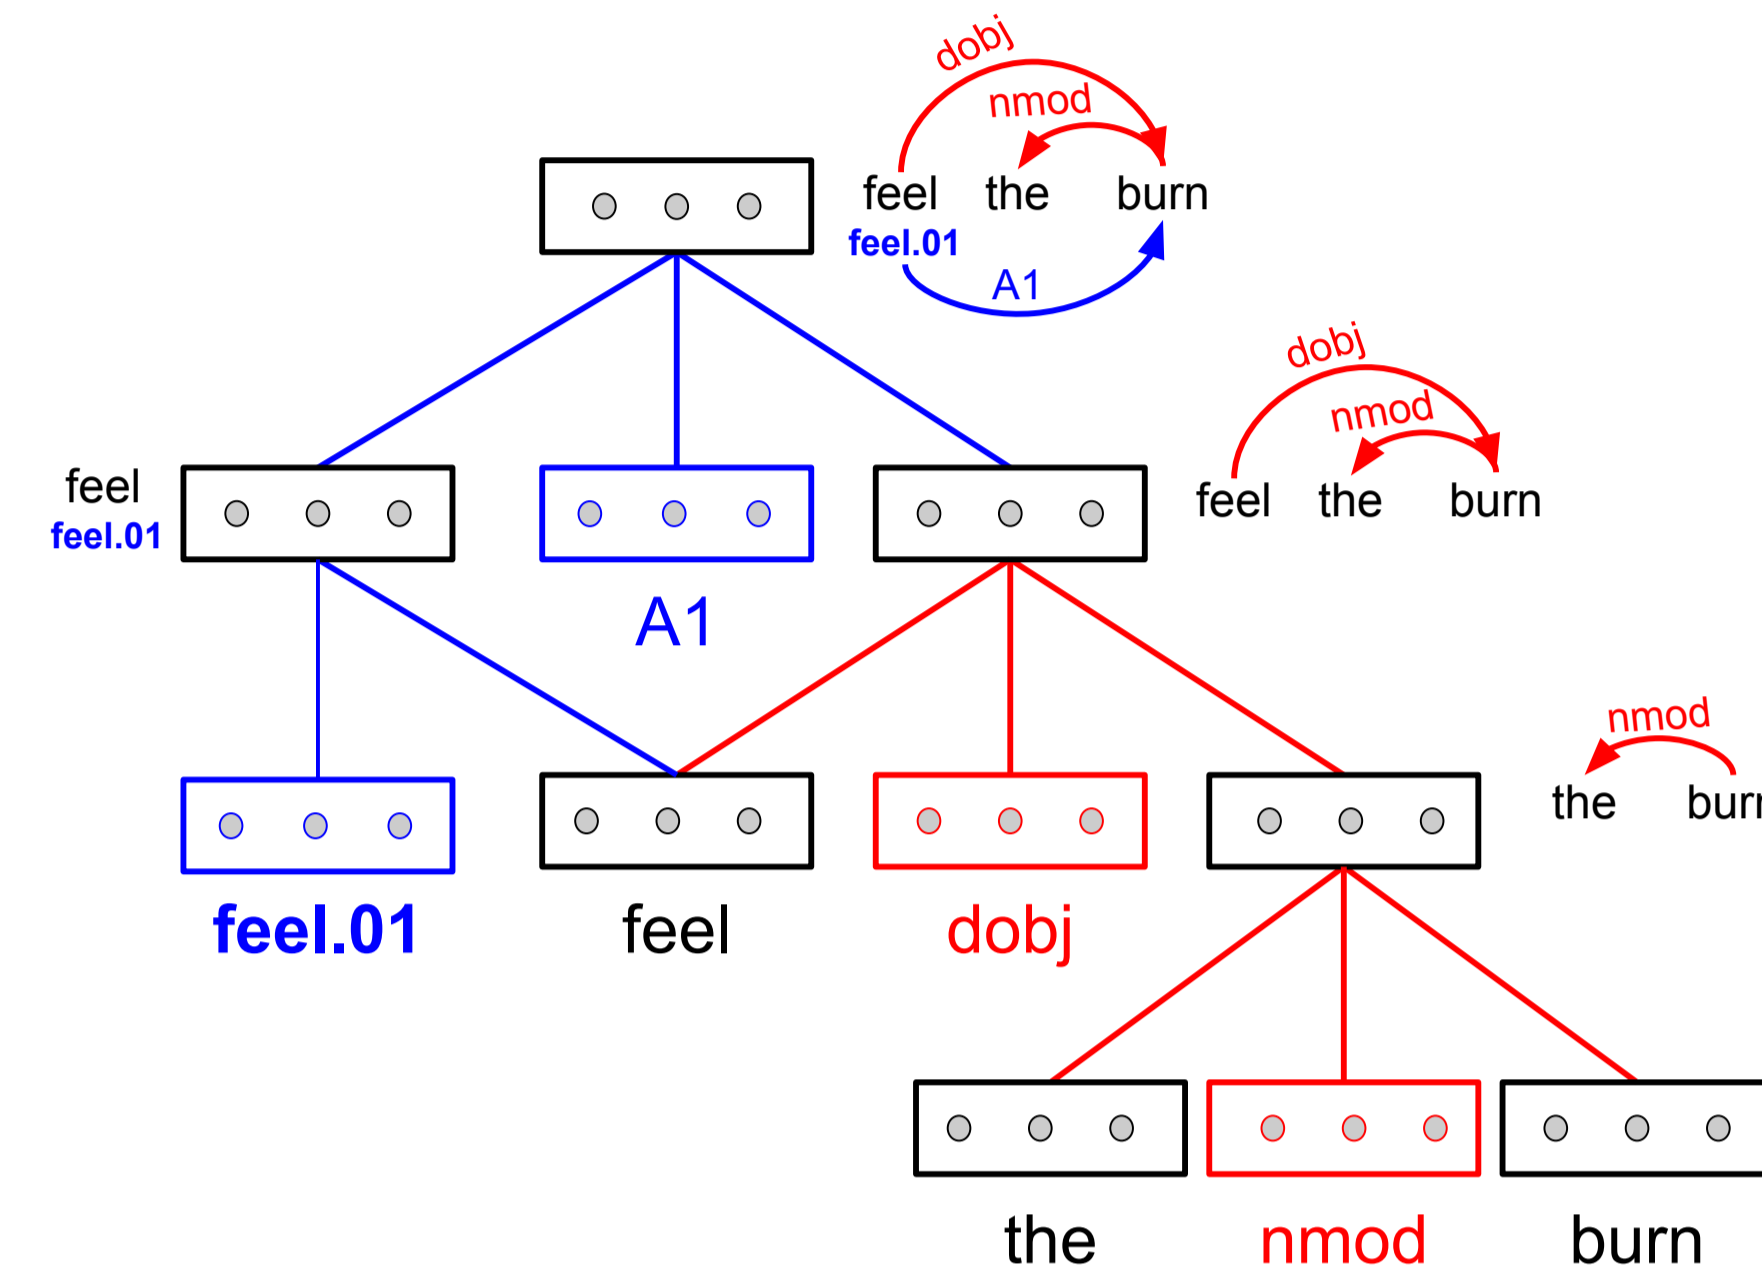 dobj
nmod
feel the burn
feel.01
A1
dobj
nmod
feel the burn
feel
feel.01
A1
nmod
the bur
feel.01 feel dobj
the nmod burn